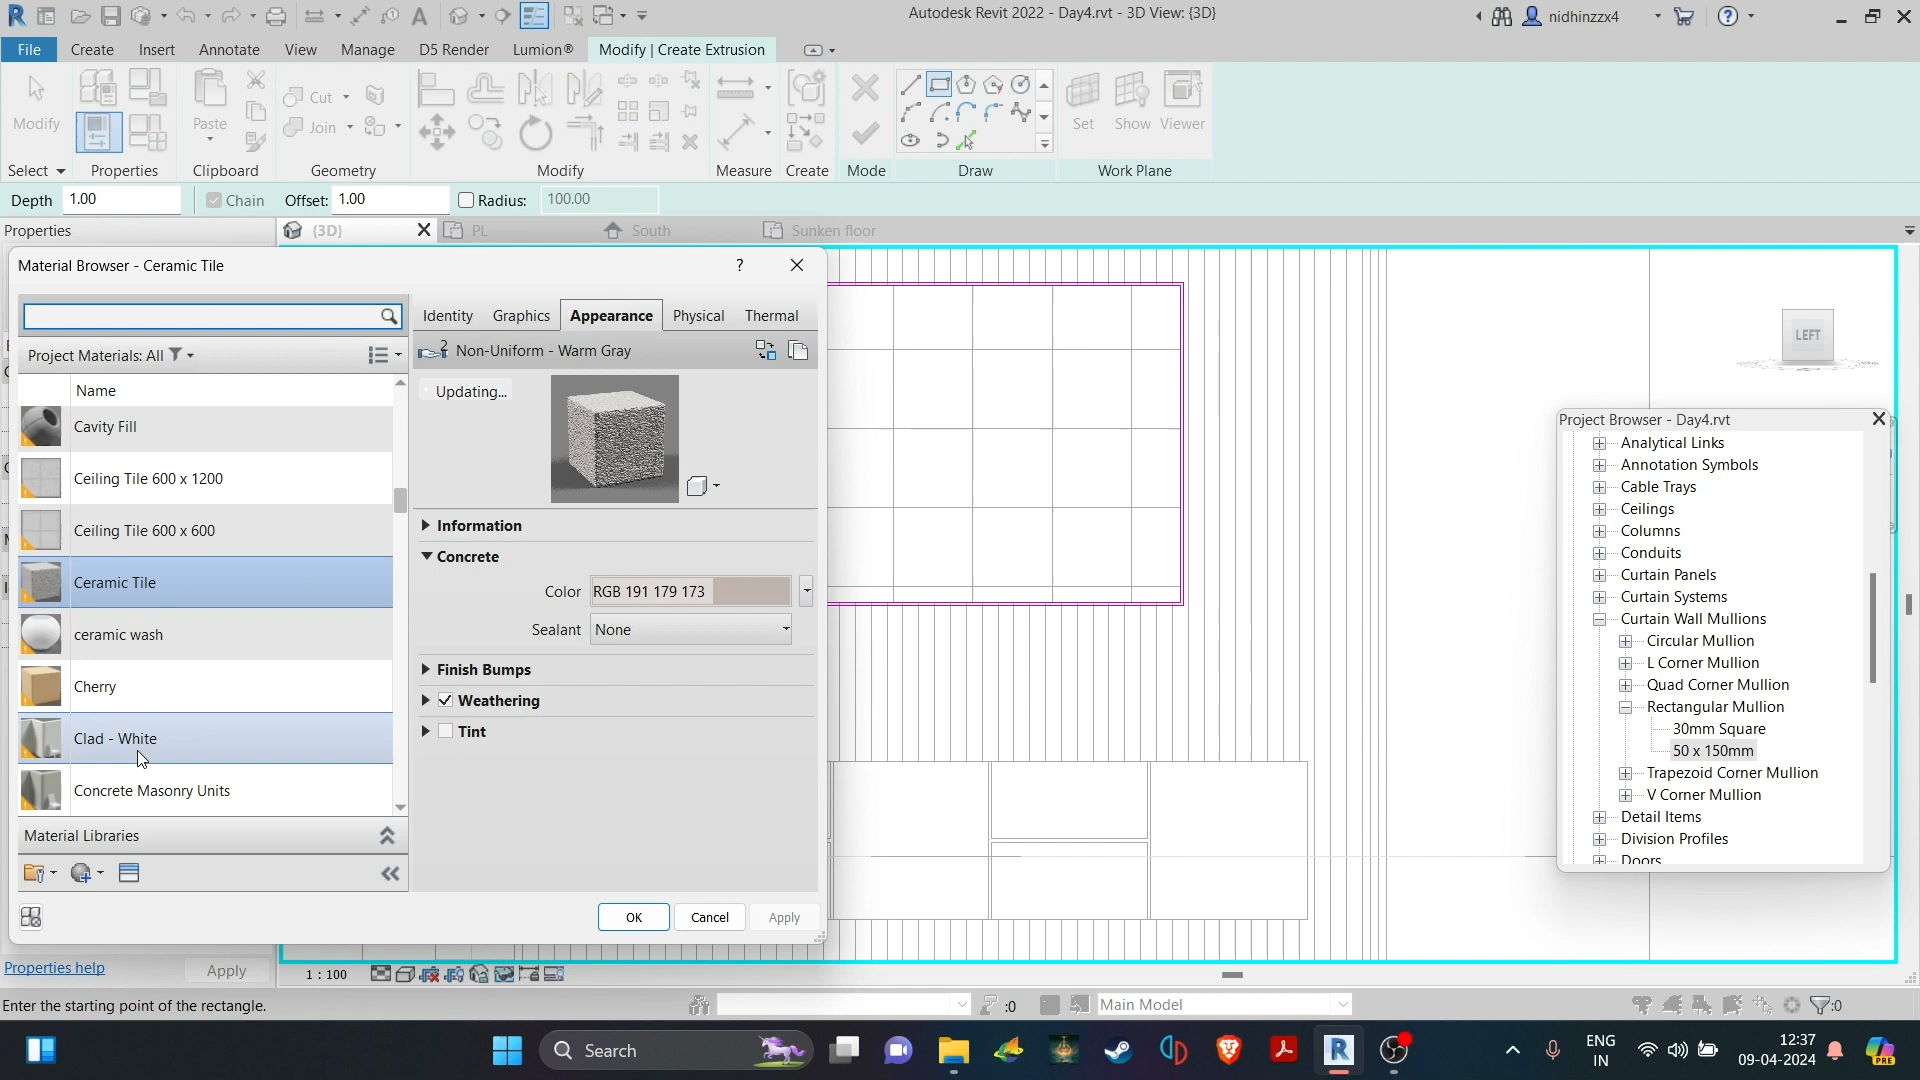 Autodesk Revit 2022 - Day4.rvt - 3D View: {3D}
nidhinzzx4
File
Create
Insert
Annotate
View
Manage
D5 Render
Lumion®
Modify | Create Extrusion
Modify
Paste
Cut
Join
Set
Show
Viewer
Select
Properties
Clipboard
Geometry
Modify
Measure
Create
Mode
Draw
Work Plane
Depth
1.00
Chain
Offset:
1.00
Radius:
100.00
Properties
{3D}
PL
South
Sunken floor
Material Browser - Ceramic Tile
?
Project Materials: All
Name
Cavity Fill
Ceiling Tile 600 x 1200
Ceiling Tile 600 x 600
Ceramic Tile
ceramic wash
Cherry
Clad - White
Concrete Masonry Units
Material Libraries
Identity
Graphics
Appearance
Physical
Thermal
2
Non-Uniform - Warm Gray
Updating...
Information
Concrete
Color
RGB 191 179 173
Sealant
None
Finish Bumps
Weathering
Tint
OK
Cancel
Apply
LEFT
Project Browser - Day4.rvt
Analytical Links
Annotation Symbols
Cable Trays
Ceilings
Columns
Conduits
Curtain Panels
Curtain Systems
Curtain Wall Mullions
Circular Mullion
L Corner Mullion
Quad Corner Mullion
Rectangular Mullion
30mm Square
50 x 150mm
Trapezoid Corner Mullion
V Corner Mullion
Detail Items
Division Profiles
Doors
Properties help
Apply
1 : 100
Enter the starting point of the rectangle.
:0
Main Model
:0
Search
ENG
IN
12:37
09-04-2024
PRE